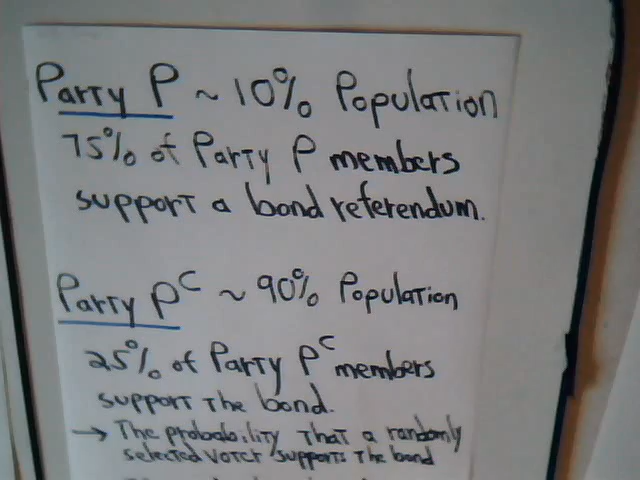 Party P ~ 10% Population
75% of Party P members
support a bond referendum.
Party P^C ~ 90% Population
25% of Party P^C members
support the bond.
→ The probability that a randomly
selected voter supports the bond